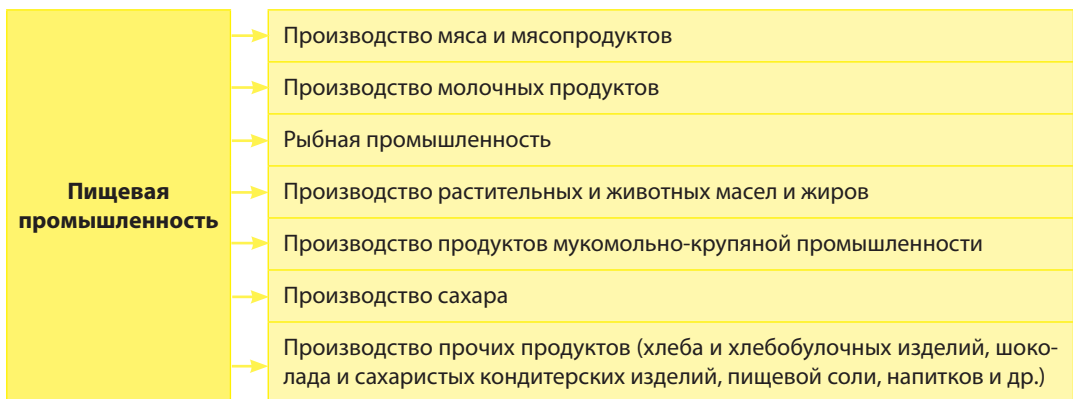 Пищевая
промышленность
Производство мяса и мясопродуктов
Производство молочных продуктов
Рыбная промышленность
Производство растительных и животных масел и жиров
Производство продуктов мукомольно-крупяной промышленности
Производство сахара
Производство прочих продуктов (хлеба и хлебобулочных изделий, шоко-
лада и сахаристых кондитерских изделий, пищевой соли, напитков и др.)